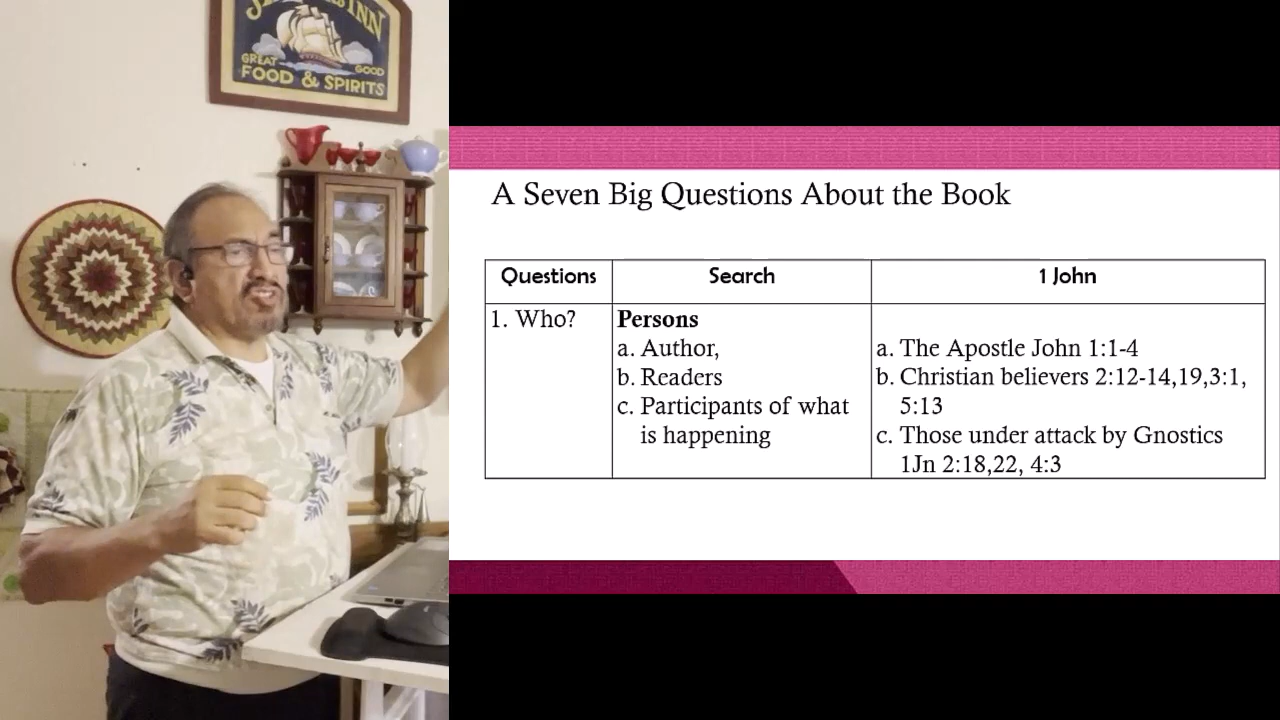 INN
GREAT GOOD
FOOD & SPIRITS
A Seven Big Questions About the Book
Questions Search 1 John
1. Who? Persons
a. Author, a. The Apostle John 1:1-4
b. Readers b. Christian believers 2:12-14,19,3:1,
c. Participants of what 5:13
is happening c. Those under attack by Gnostics
1Jn 2:18,22, 4:3